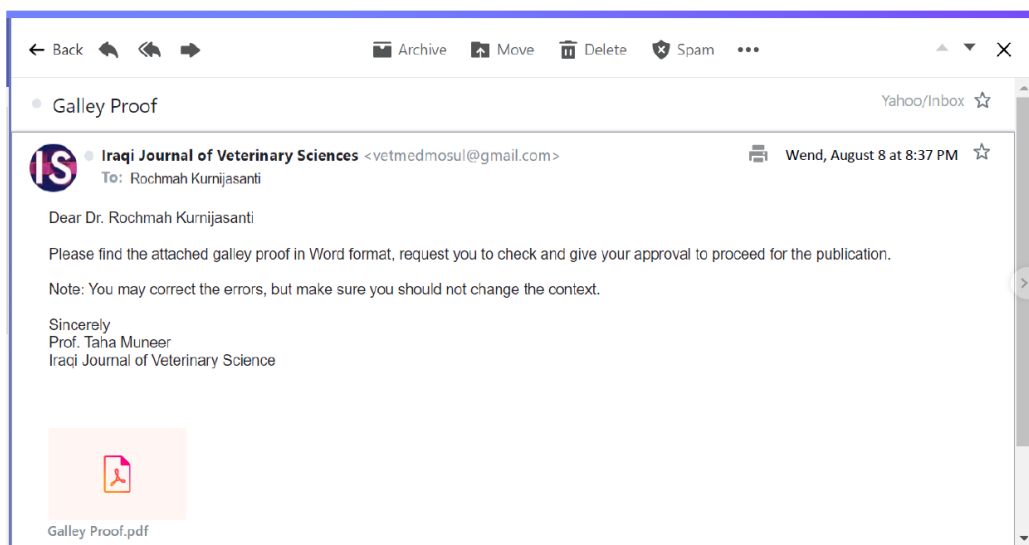 Back Archive Move Delete Spam
Galley Proof Yahoo/Inbox
IS
Iraqi Journal of Veterinary Sciences <vetmedmosul@gmail.com> Wend, August 8 at 8:37 PM
To: Rochmah Kurnijasanti
Dear Dr. Rochmah Kurnijasanti
Please find the attached galley proof in Word format, request you to check and give your approval to proceed for the publication.
Note: You may correct the errors, but make sure you should not change the context.
Sincerely
Prof. Taha Muneer
Iraqi Journal of Veterinary Science
Galley Proof.pdf